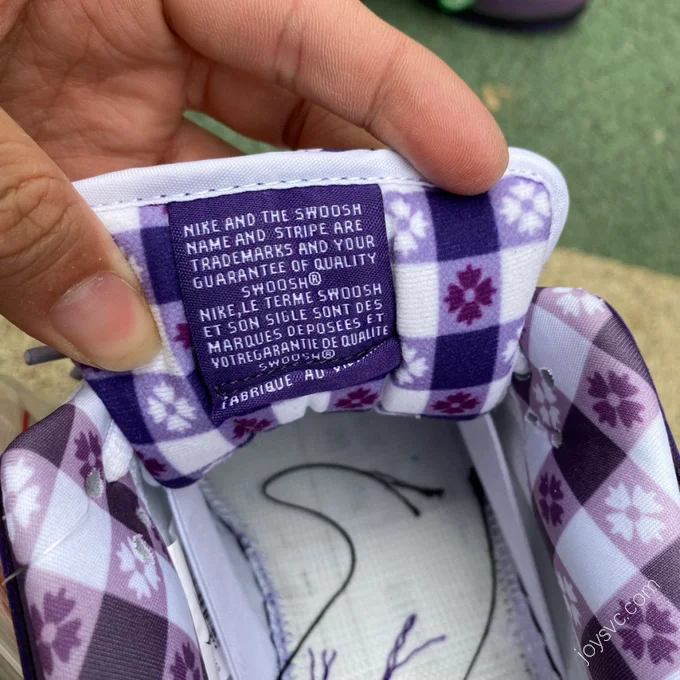 NIKE AND THE SWOOSH
NAME AND STRIPE ARE
TRADEMARKS AND YOUR
GUARANTEE OF QUALITY
SWOOSH®
NIKE,LE TERME SWOOSH
ET SON SIGLE SONT DES
MARQUES DEPOSEES ET
VOTREGARANTIE DE QUALITE
SWOOSH®
FABRIQUE AU
joysvc.com